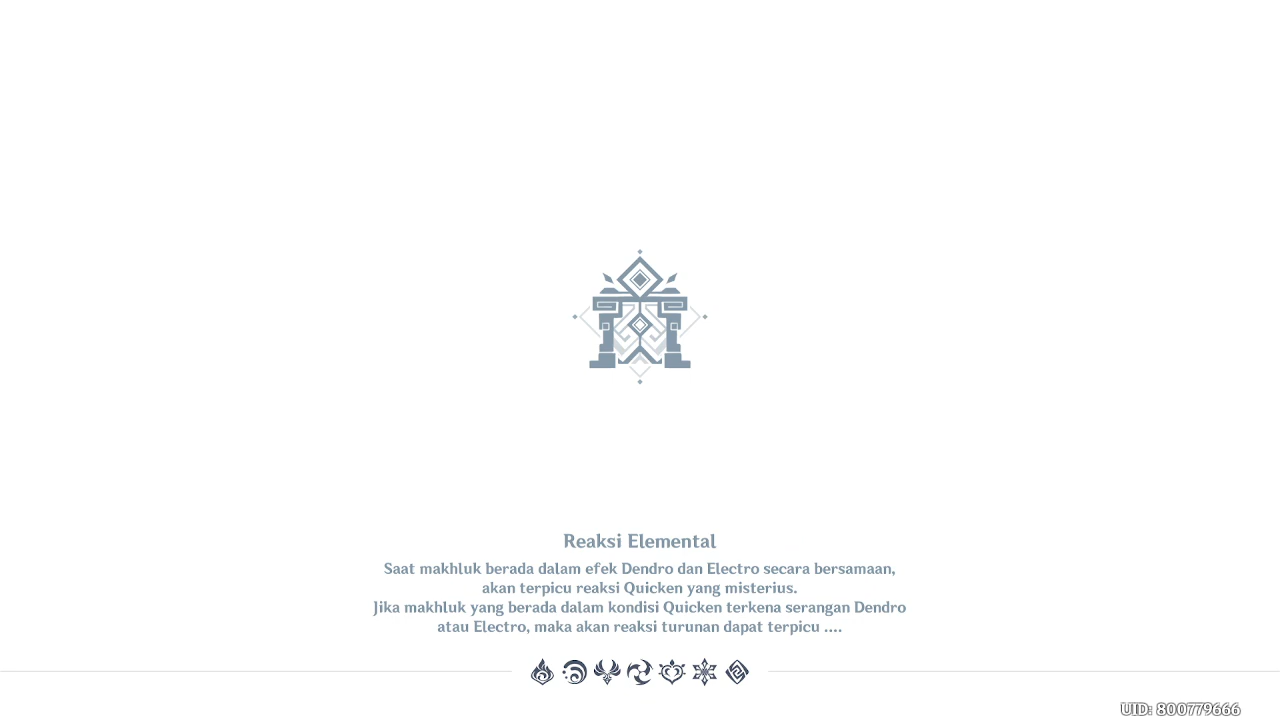 Reaksi Elemental
Saat makhluk berada dalam efek Dendro dan Electro secara bersamaan,
akan terpicu reaksi Quicken yang misterius.
Jika makhluk yang berada dalam kondisi Quicken terkena serangan Dendro
atau Electro, maka akan reaksi turunan dapat terpicu ....
UID: 800779666